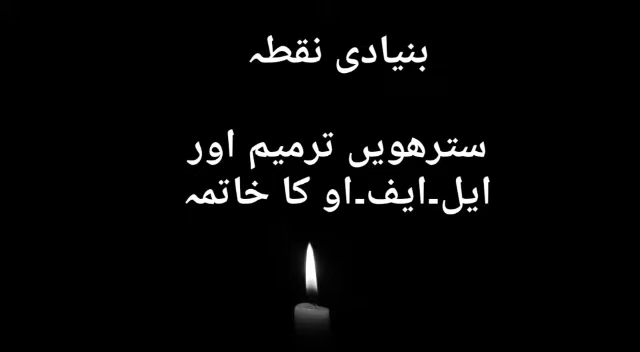 بنیادی نقطہ
سترھویں ترمیم اور
ایل۔ایف۔او کا خاتمہ